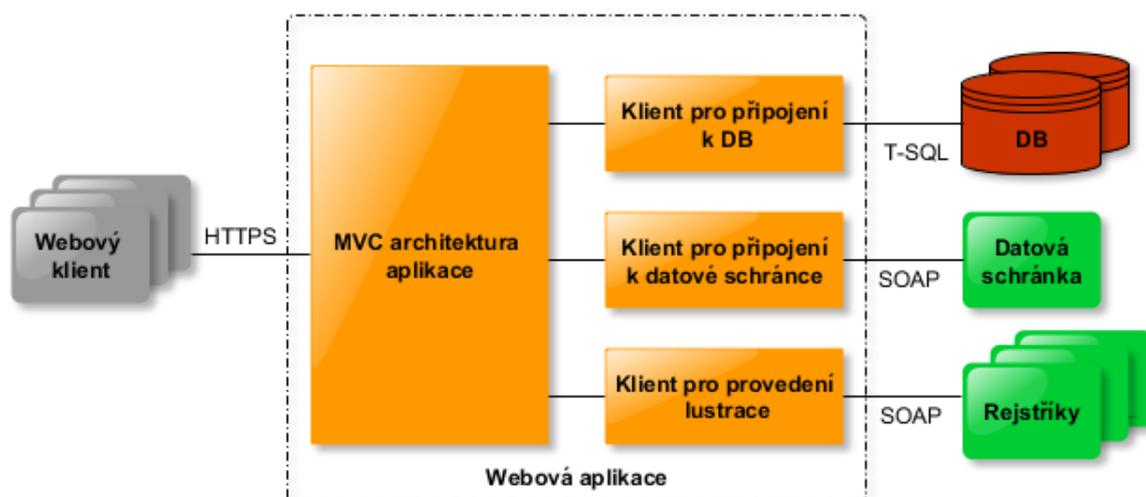 Webový
klient
HTTPS
MVC architektura
aplikace
Klient pro připojení
k DB
T-SQL
DB
Klient pro připojení
k datové schránce
SOAP
Datová
schránka
Klient pro provedení
lustrace
SOAP
Rejstříky
Webová aplikace